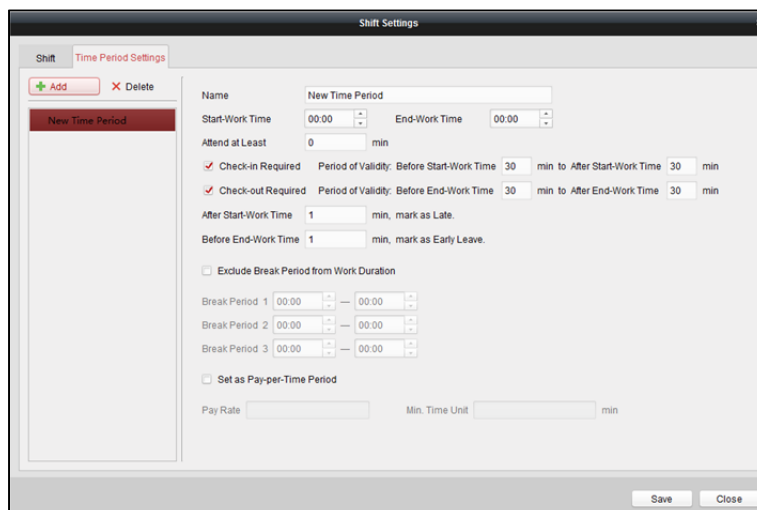 Shift Settings
Shift Time Period Settings
Add Delete
New Time Period
Name New Time Period
Start-Work Time 00:00 End-Work Time 00:00
Attend at Least 0 min
Check-in Required Period of Validity: Before Start-Work Time 30 min to After Start-Work Time 30 min
Check-out Required Period of Validity: Before End-Work Time 30 min to After End-Work Time 30 min
After Start-Work Time 1 min, mark as Late.
Before End-Work Time 1 min, mark as Early Leave.
Exclude Break Period from Work Duration
Break Period 1 00:00 — 00:00
Break Period 2 00:00 — 00:00
Break Period 3 00:00 — 00:00
Set as Pay-per-Time Period
Pay Rate Min. Time Unit min
Save Close